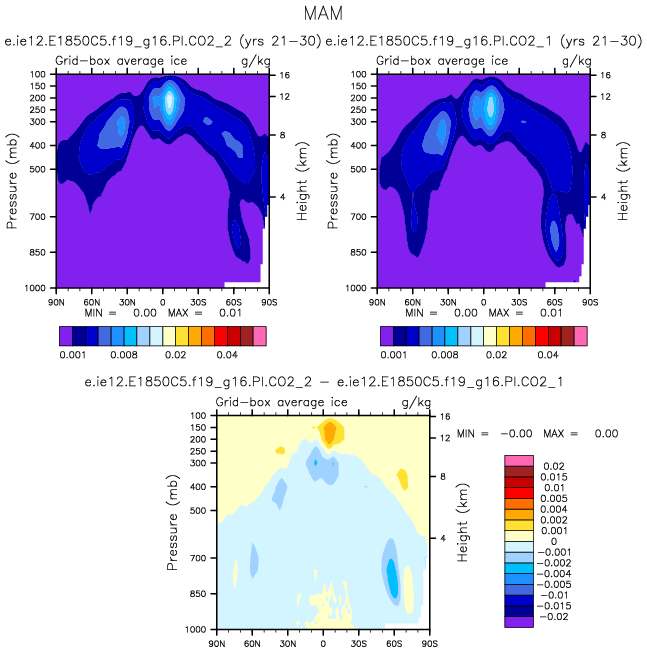 MAM
e.ie12.E1850C5.f19_g16.PI.CO2_2 (yrs 21-30) e.ie12.E1850C5.f19_g16.PI.CO2_1 (yrs 21-30)
Grid-box average ice g/kg Grid-box average ice g/kg
100 16 100 16
150 150
200 12 200 12
250 250
300 300
8 8
400 400
500 500
4 4
700 700
850 850
1000 1000
Pressure (mb) Height (km) Pressure (mb) Height (km)
90N 60N 30N 0 30S 60S 90S 90N 60N 30N 0 30S 60S 90S
MIN = 0.00 MAX = 0.01 MIN = 0.00 MAX = 0.01
0.001 0.008 0.02 0.04 0.001 0.008 0.02 0.04
e.ie12.E1850C5.f19_g16.PI.CO2_2 - e.ie12.E1850C5.f19_g16.PI.CO2_1
Grid-box average ice g/kg
100 16
150
200 12
250
300
8
400
500
4
700
850
1000
Pressure (mb) Height (km)
90N 60N 30N 0 30S 60S 90S
MIN = -0.00 MAX = 0.00
0.02
0.015
0.01
0.005
0.004
0.002
0.001
0
-0.001
-0.002
-0.004
-0.005
-0.01
-0.015
-0.02